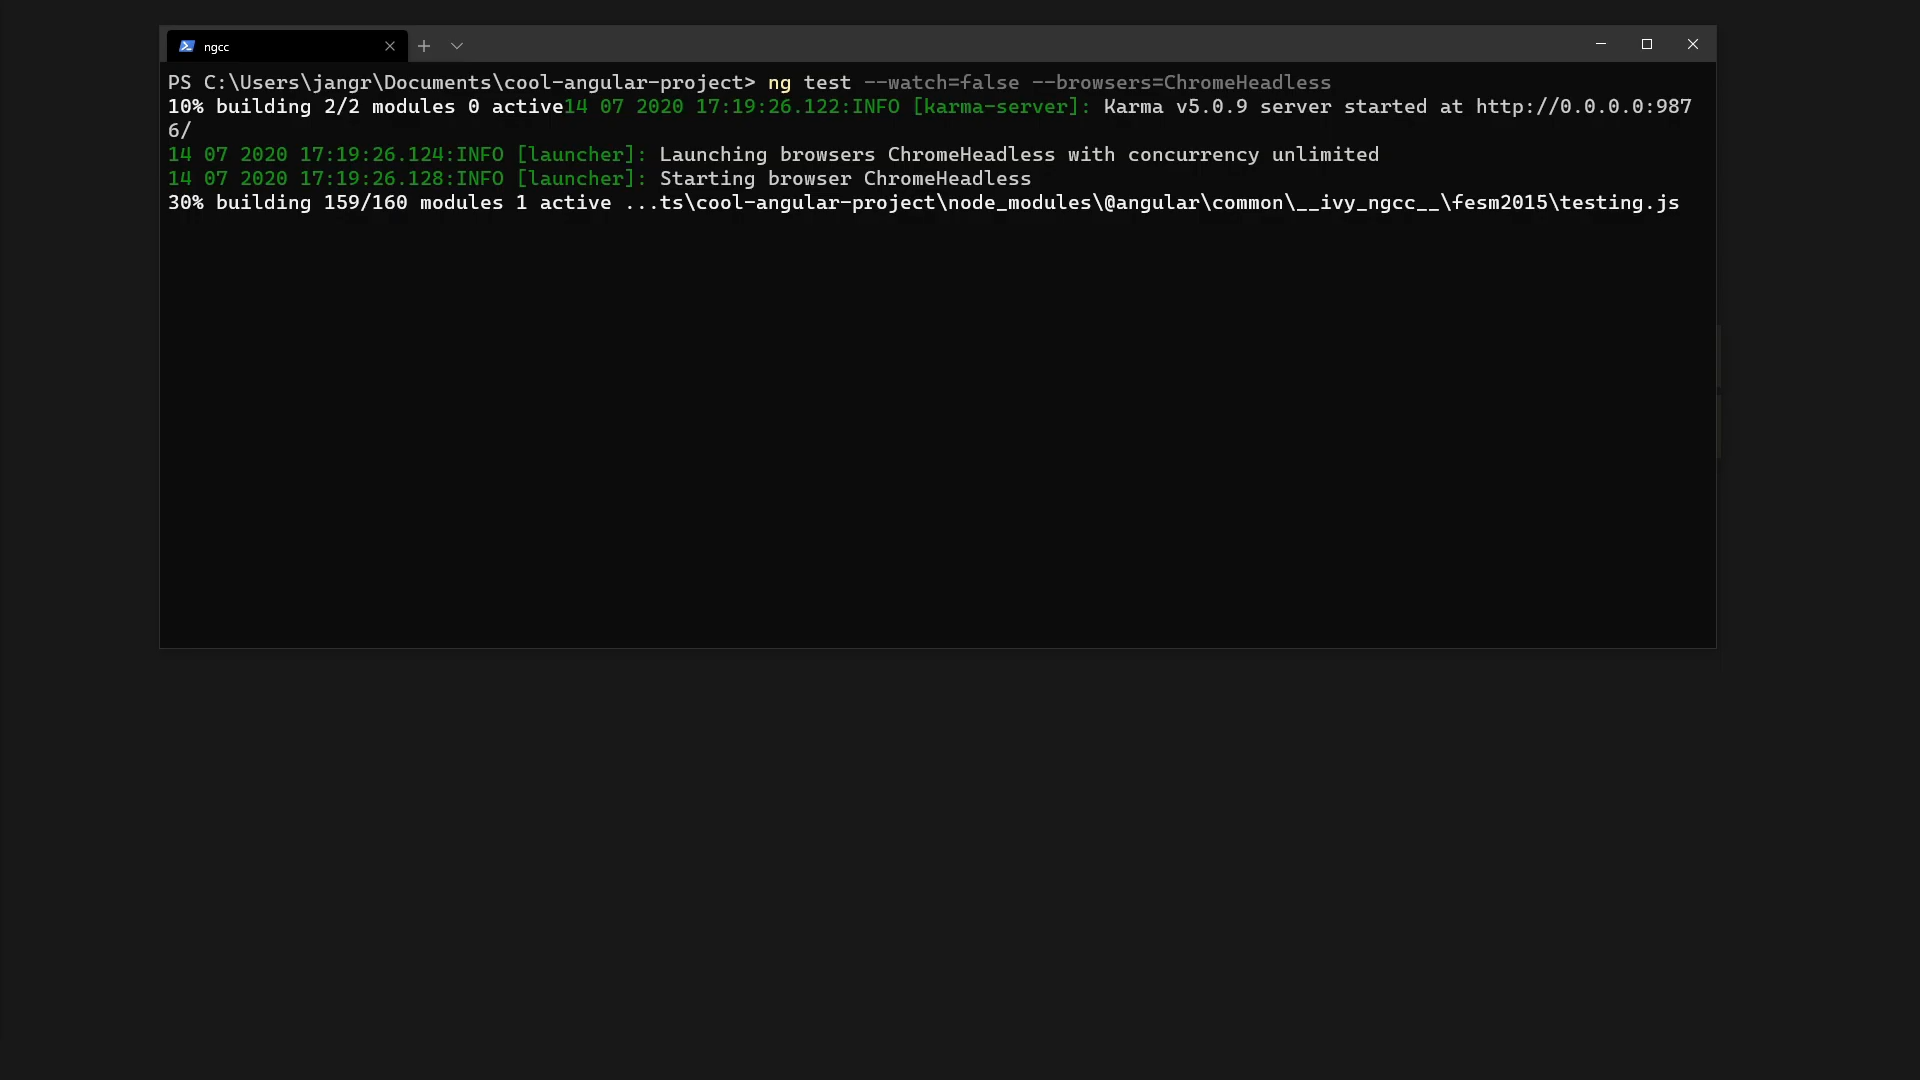 ngcc
PS C:\Users\jangr\Documents\cool-angular-project> ng test --watch=false --browsers=ChromeHeadless
10% building 2/2 modules 0 active14 07 2020 17:19:26.122:INFO [karma-server]: Karma v5.0.9 server started at http://0.0.0.0:987
6/
14 07 2020 17:19:26.124:INFO [launcher]: Launching browsers ChromeHeadless with concurrency unlimited
14 07 2020 17:19:26.128:INFO [launcher]: Starting browser ChromeHeadless
30% building 159/160 modules 1 active ...ts\cool-angular-project\node_modules\@angular\common\__ivy_ngcc__\fesm2015\testing.js